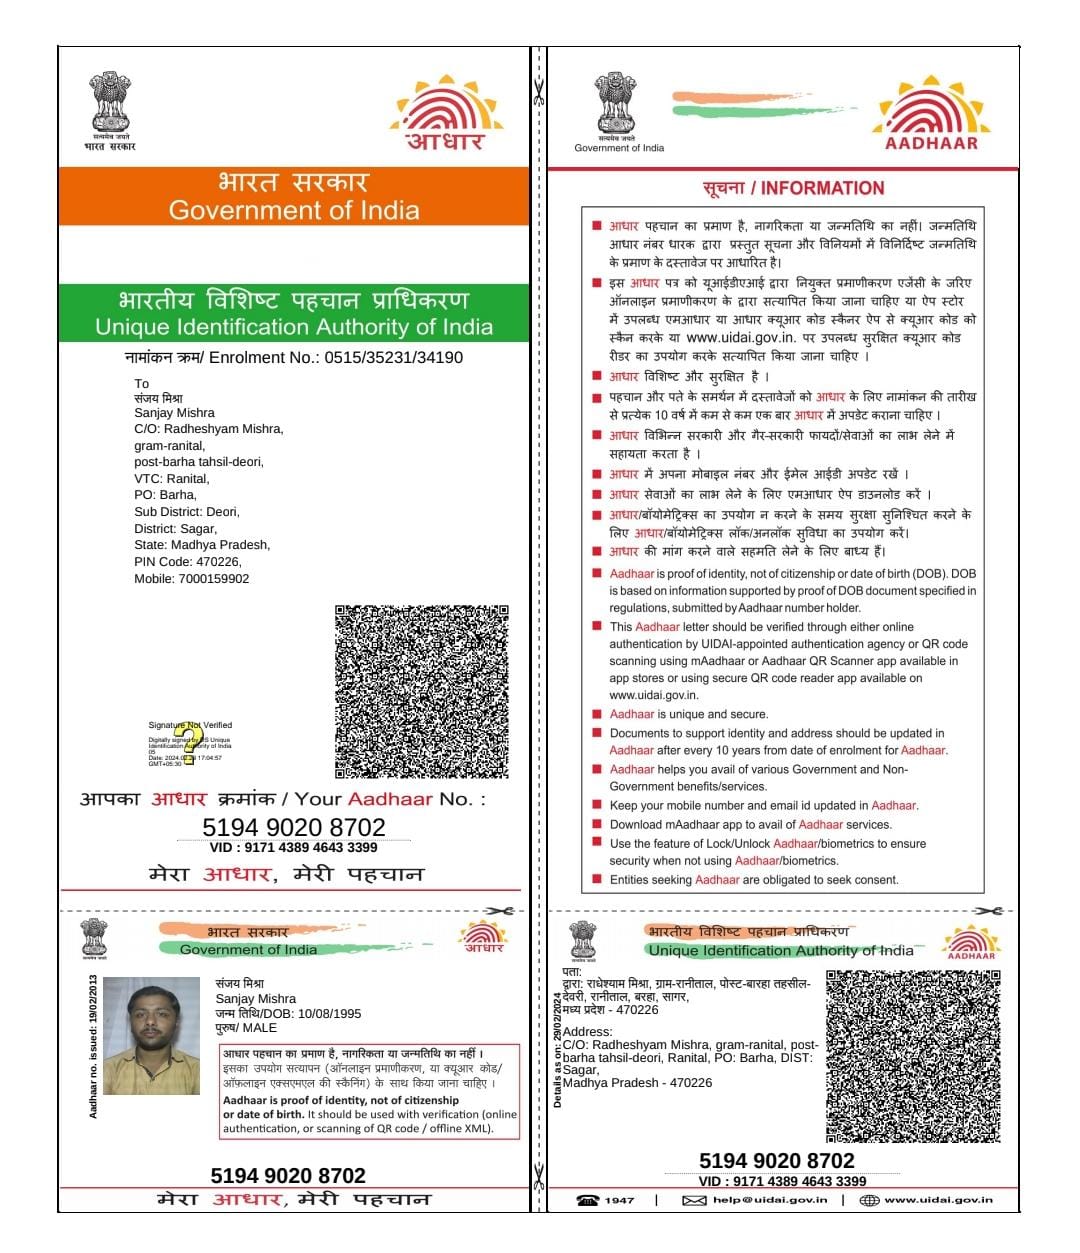 सत्यमेव जयते
भारत सरकार
आधार
भारत सरकार
Government of India
भारतीय विशिष्ट पहचान प्राधिकरण
Unique Identification Authority of India
नामांकन क्रम/ Enrolment No.: 0515/35231/34190
To
संजय मिश्रा
Sanjay Mishra
C/O: Radheshyam Mishra,
gram-ranital,
post-barha tahsil-deori,
VTC: Ranital,
PO: Barha,
Sub District: Deori,
District: Sagar,
State: Madhya Pradesh,
PIN Code: 470226,
Mobile: 7000159902
Signature Not Verified
Digitally signed by DS Unique
Identification Authority of India
05
Date: 2024.02.28 17:04:57
GMT+05:30
आपका आधार क्रमांक / Your Aadhaar No. :
5194 9020 8702
VID : 9171 4389 4643 3399
मेरा आधार, मेरी पहचान
सत्यमेव जयते
Government of India
AADHAAR
सूचना / INFORMATION
आधार पहचान का प्रमाण है, नागरिकता या जन्मतिथि का नहीं। जन्मतिथि
आधार नंबर धारक द्वारा प्रस्तुत सूचना और विनियमों में विनिर्दिष्ट जन्मतिथि
के प्रमाण के दस्तावेज पर आधारित है।
इस आधार पत्र को यूआईडीएआई द्वारा नियुक्त प्रमाणीकरण एजेंसी के जरिए
ऑनलाइन प्रमाणीकरण के द्वारा सत्यापित किया जाना चाहिए या ऐप स्टोर
में उपलब्ध एमआधार या आधार क्यूआर कोड स्कैनर ऐप से क्यूआर कोड को
स्कैन करके या www.uidai.gov.in. पर उपलब्ध सुरक्षित क्यूआर कोड
रीडर का उपयोग करके सत्यापित किया जाना चाहिए ।
आधार विशिष्ट और सुरक्षित है ।
पहचान और पते के समर्थन में दस्तावेजों को आधार के लिए नामांकन की तारीख
से प्रत्येक 10 वर्ष में कम से कम एक बार आधार में अपडेट कराना चाहिए ।
आधार विभिन्न सरकारी और गैर-सरकारी फायदों/सेवाओं का लाभ लेने में
सहायता करता है ।
आधार में अपना मोबाइल नंबर और ईमेल आईडी अपडेट रखें ।
आधार सेवाओं का लाभ लेने के लिए एमआधार ऐप डाउनलोड करें ।
आधार/बॉयोमेट्रिक्स का उपयोग न करने के समय सुरक्षा सुनिश्चित करने के
लिए आधार/बॉयोमेट्रिक्स लॉक/अनलॉक सुविधा का उपयोग करें।
आधार की मांग करने वाले सहमति लेने के लिए बाध्य हैं।
Aadhaar is proof of identity, not of citizenship or date of birth (DOB). DOB
is based on information supported by proof of DOB document specified in
regulations, submitted by Aadhaar number holder.
This Aadhaar letter should be verified through either online
authentication by UIDAI-appointed authentication agency or QR code
scanning using mAadhaar or Aadhaar QR Scanner app available in
app stores or using secure QR code reader app available on
www.uidai.gov.in.
Aadhaar is unique and secure.
Documents to support identity and address should be updated in
Aadhaar after every 10 years from date of enrolment for Aadhaar.
Aadhaar helps you avail of various Government and Non-
Government benefits/services.
Keep your mobile number and email id updated in Aadhaar.
Download mAadhaar app to avail of Aadhaar services.
Use the feature of Lock/Unlock Aadhaar/biometrics to ensure
security when not using Aadhaar/biometrics.
Entities seeking Aadhaar are obligated to seek consent.
भारत सरकार
Government of India
आधार
Aadhaar no. issued: 19/02/2013
संजय मिश्रा
Sanjay Mishra
जन्म तिथि/DOB: 10/08/1995
पुरुष/ MALE
आधार पहचान का प्रमाण है, नागरिकता या जन्मतिथि का नहीं ।
इसका उपयोग सत्यापन (ऑनलाइन प्रमाणीकरण, या क्यूआर कोड/
ऑफ़लाइन एक्सएमएल की स्कैनिंग) के साथ किया जाना चाहिए ।
Aadhaar is proof of identity, not of citizenship
or date of birth. It should be used with verification (online
authentication, or scanning of QR code / offline XML).
5194 9020 8702
मेरा आधार, मेरी पहचान
भारतीय विशिष्ट पहचान प्राधिकरण
Unique Identification Authority of India
AADHAAR
Details as on: 29/02/2024
पता:
द्वारा: राधेश्याम मिश्रा, ग्राम-रानीताल, पोस्ट-बारहा तहसील-
देवरी, रानीताल, बरहा, सागर,
मध्य प्रदेश - 470226
Address:
C/O: Radheshyam Mishra, gram-ranital, post-
barha tahsil-deori, Ranital, PO: Barha, DIST:
Sagar,
Madhya Pradesh - 470226
5194 9020 8702
VID : 9171 4389 4643 3399
1947 | help@uidai.gov.in | www.uidai.gov.in